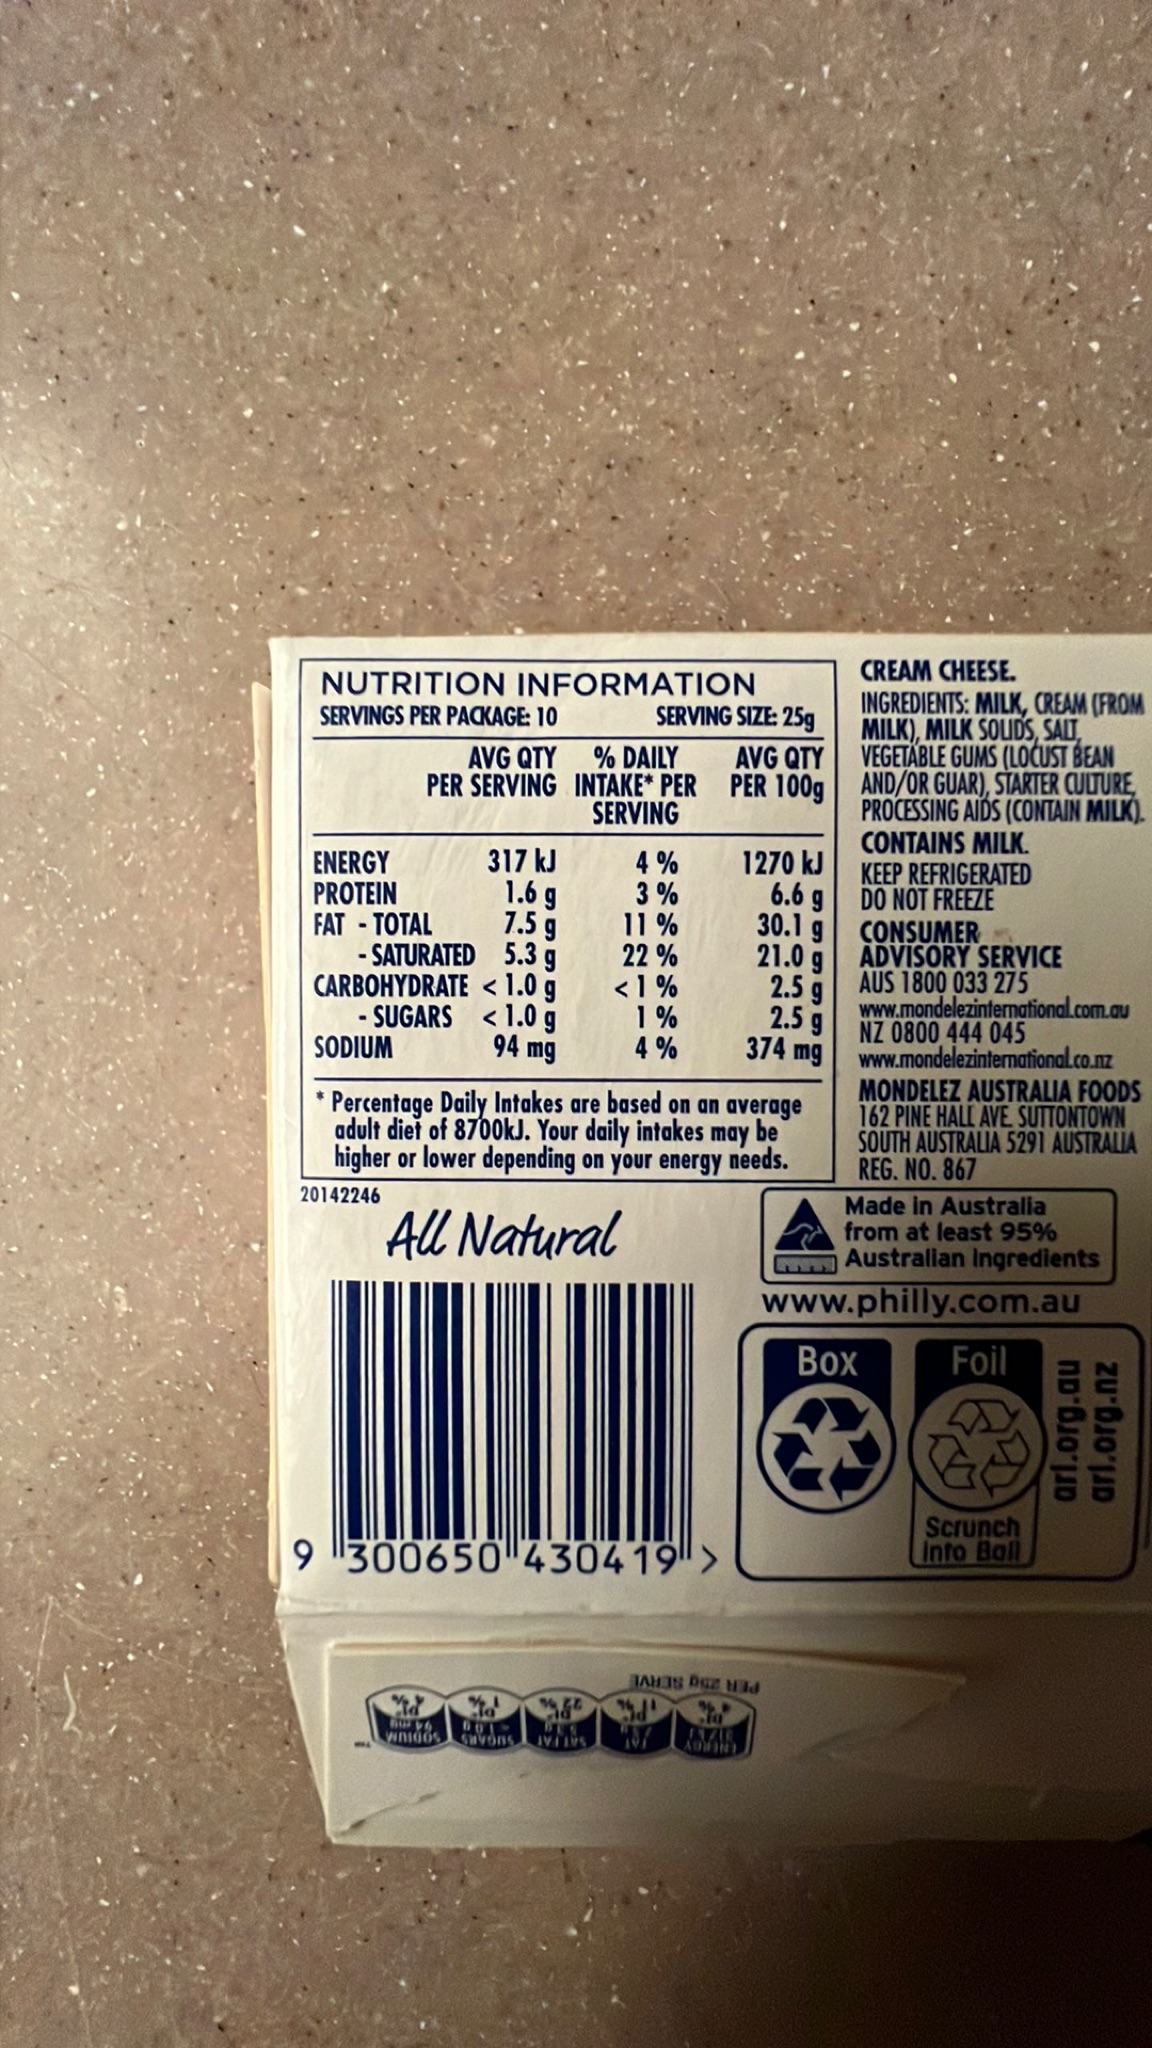 NUTRITION INFORMATION
SERVINGS PER PACKAGE: 10 SERVING SIZE: 25g
AVG QTY % DAILY AVG QTY
PER SERVING INTAKE* PER PER 100g
SERVING
ENERGY 317 kJ 4 % 1270 kJ
PROTEIN 1.6 g 3 % 6.6 g
FAT - TOTAL 7.5 g 11 % 30.1 g
- SATURATED 5.3 g 22 % 21.0 g
CARBOHYDRATE < 1.0 g < 1 % 2.5 g
- SUGARS < 1.0 g 1 % 2.5 g
SODIUM 94 mg 4 % 374 mg
* Percentage Daily Intakes are based on an average
adult diet of 8700kJ. Your daily intakes may be
higher or lower depending on your energy needs.
20142246
All Natural
9 300650 430419 >
CREAM CHEESE.
INGREDIENTS: MILK, CREAM (FROM
MILK), MILK SOLIDS, SALT,
VEGETABLE GUMS (LOCUST BEAN
AND/OR GUAR), STARTER CULTURE,
PROCESSING AIDS (CONTAIN MILK).
CONTAINS MILK.
KEEP REFRIGERATED
DO NOT FREEZE
CONSUMER
ADVISORY SERVICE
AUS 1800 033 275
www.mondelezinternational.com.au
NZ 0800 444 045
www.mondelezinternational.co.nz
MONDELEZ AUSTRALIA FOODS
162 PINE HALL AVE. SUTTONTOWN
SOUTH AUSTRALIA 5291 AUSTRALIA
REG. NO. 867
Made in Australia
from at least 95%
Australian ingredients
www.philly.com.au
Box
Foil
Scrunch
into Ball
arl.org.au
arl.org.nz
PER 25g SERVE
ENERGY FAT SAT FAT SUGARS SODIUM
317kJ 7.5g 5.3g <1.0g 94mg
DI* DI* DI* DI* DI*
4% 11% 22% 1% 4%